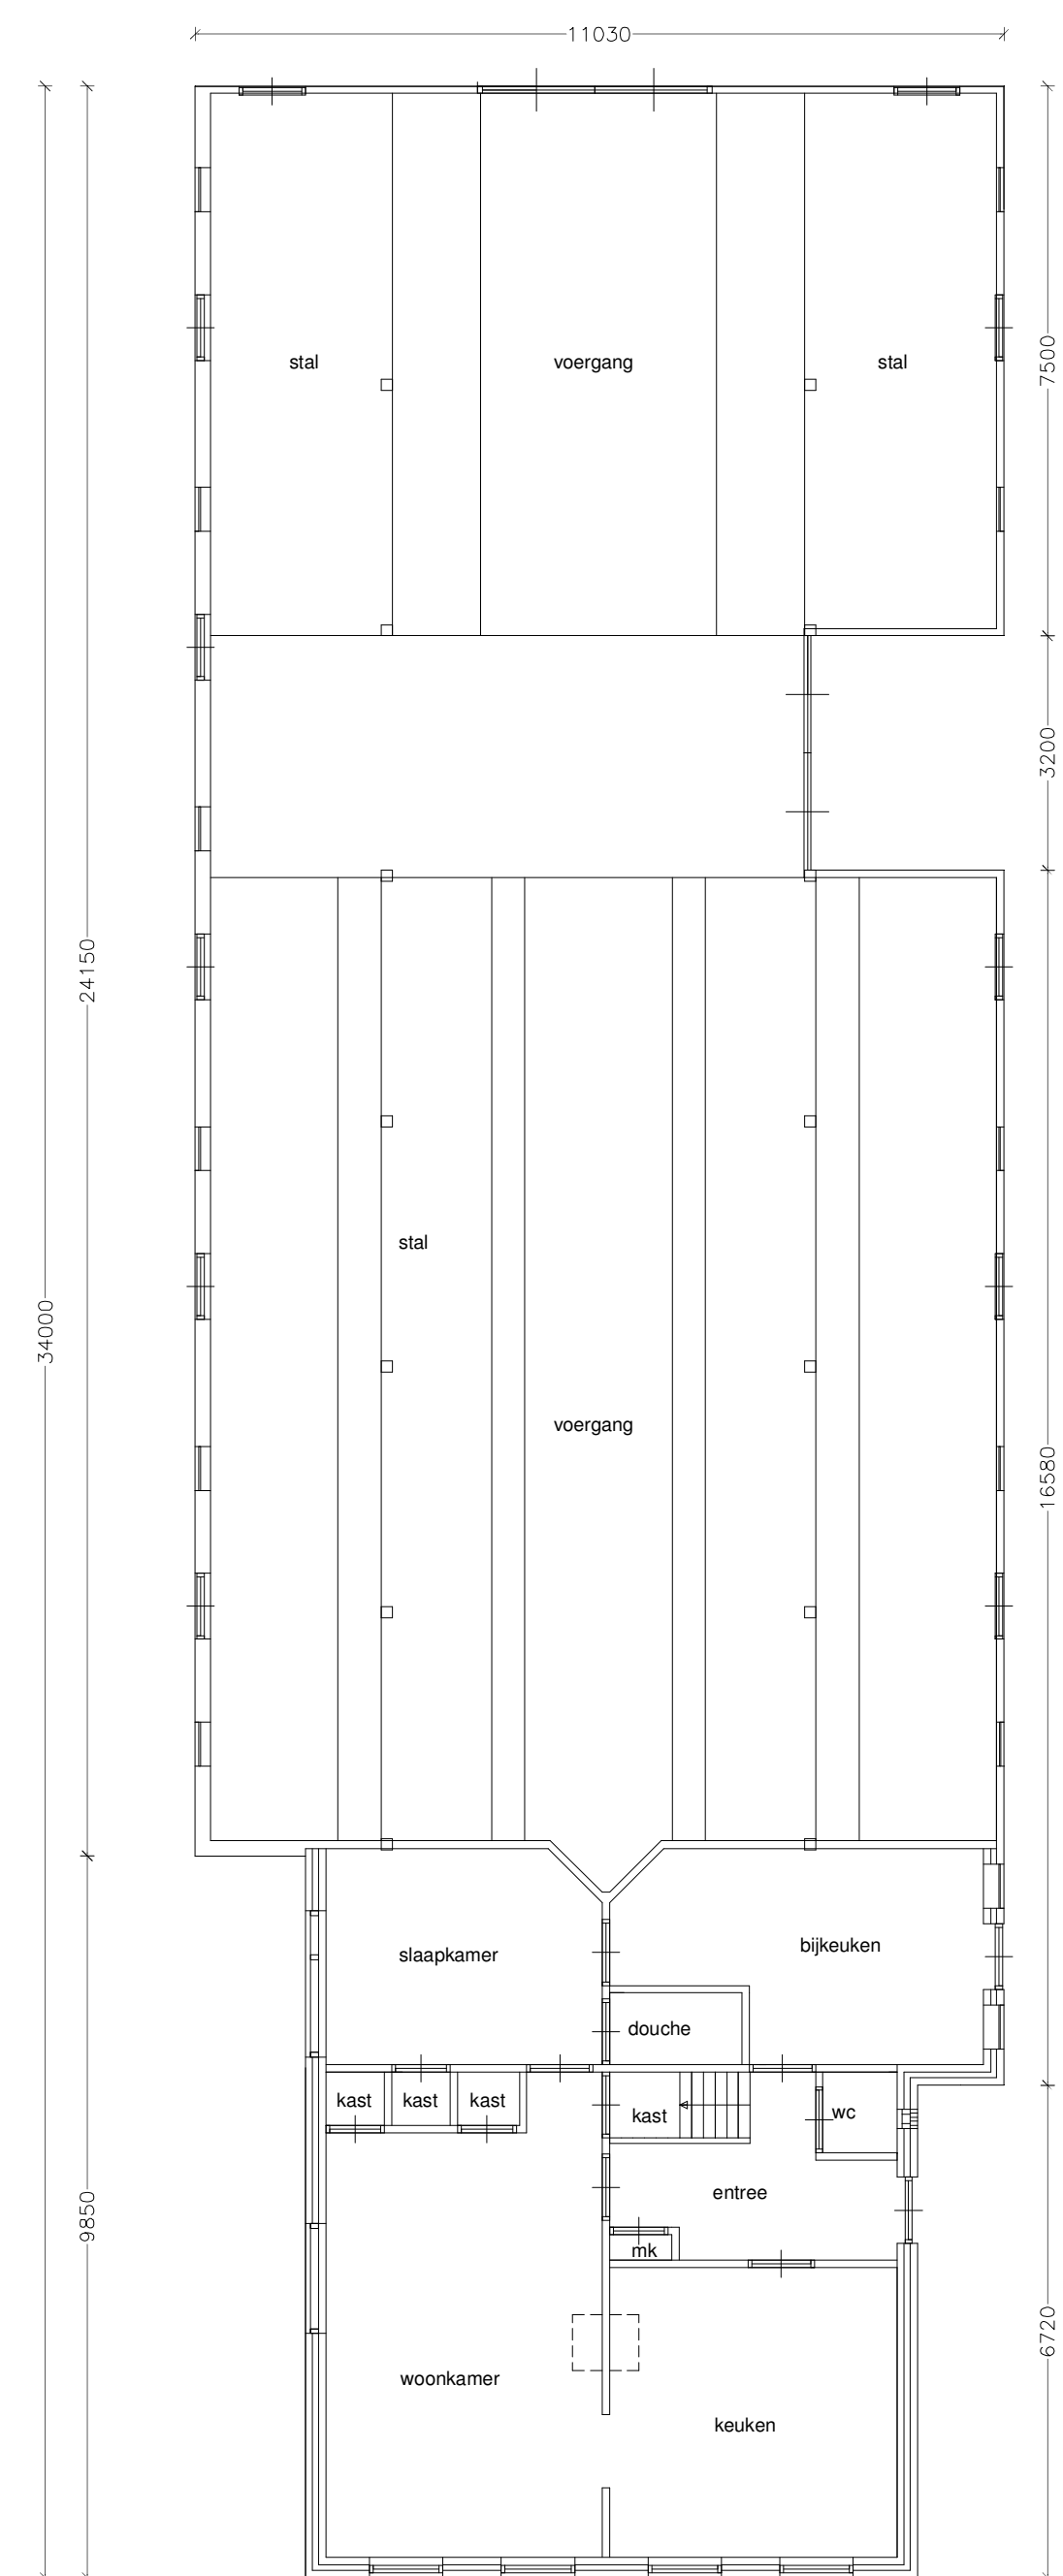 11030
stal
voergang
stal
7500
3200
24150
stal
34000
voergang
16580
slaapkamer
bijkeuken
douche
kast
kast
kast
kast
wc
entree
mk
9850
6720
woonkamer
keuken